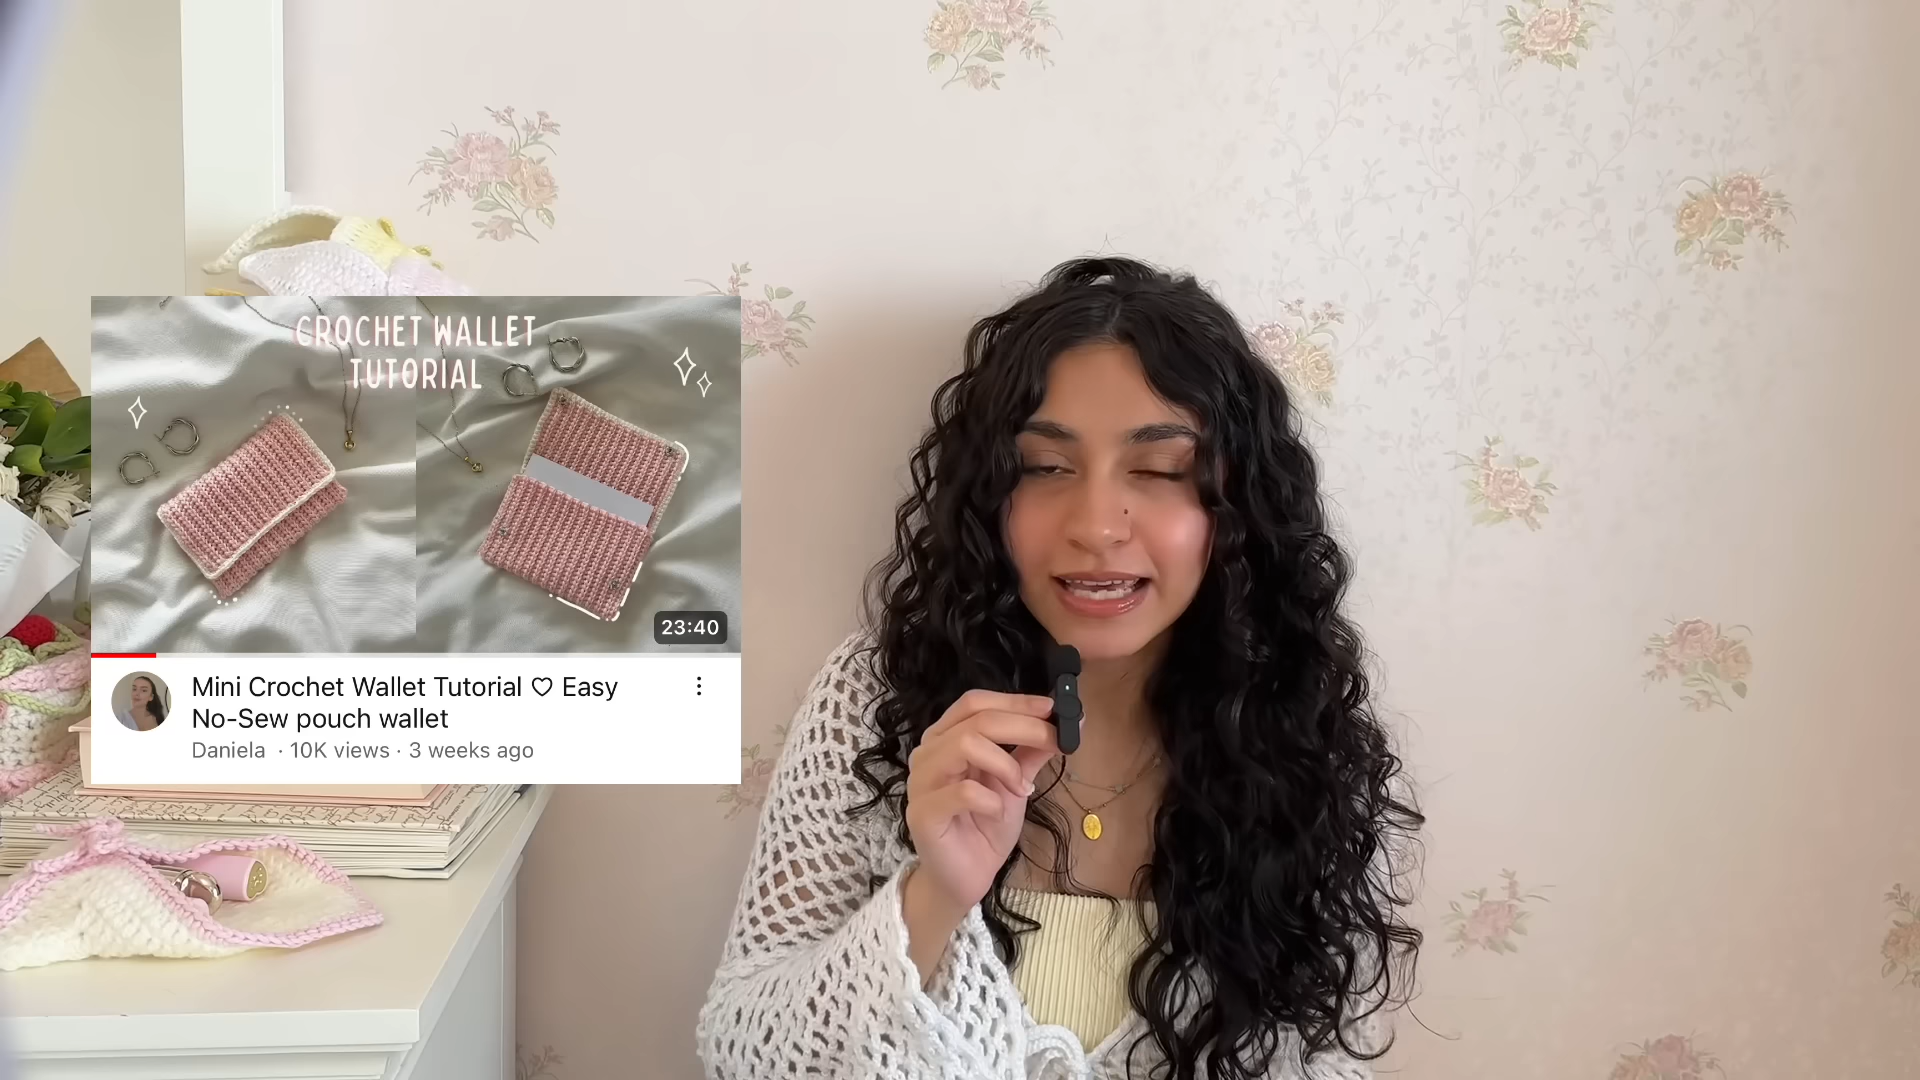 CROCHET WALLET
TUTORIAL
23:40
Mini Crochet Wallet Tutorial ♡ Easy
No-Sew pouch wallet
Daniela · 10K views · 3 weeks ago